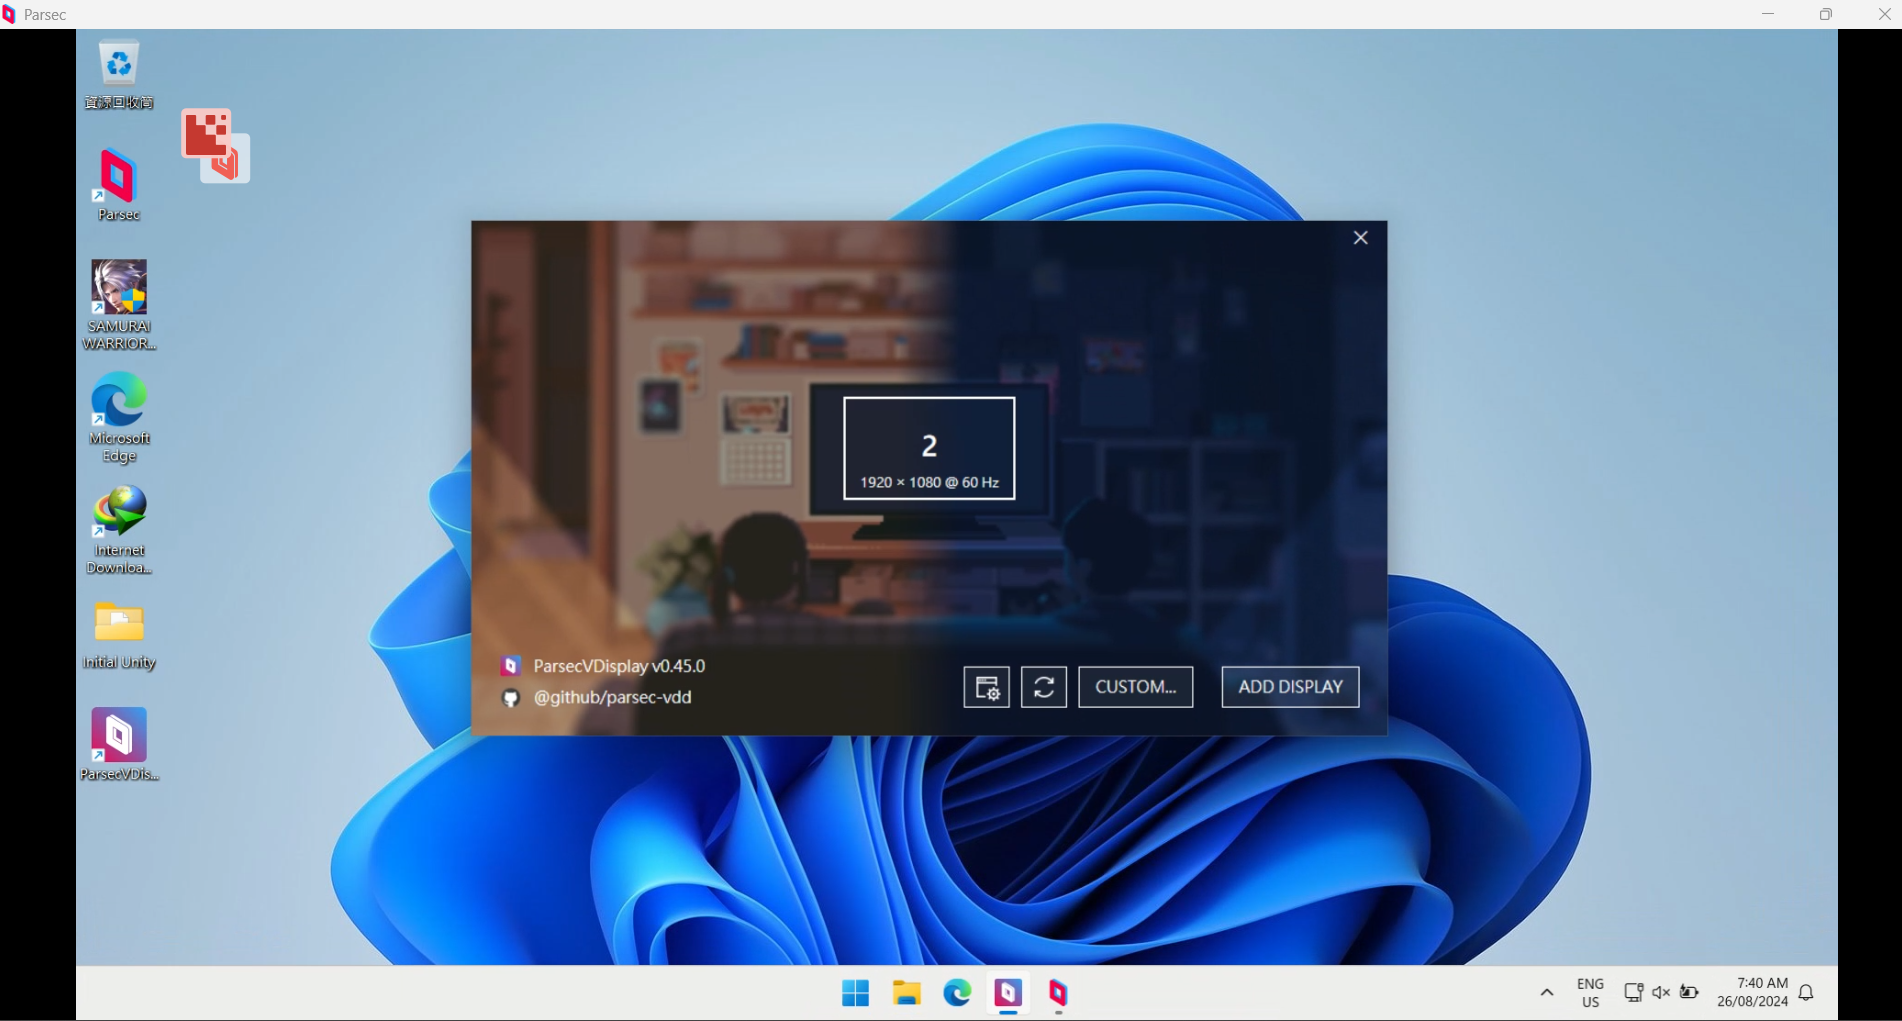 Parsec
資源回收筒
Parsec
SAMURAI
WARRIOR...
Microsoft
Edge
Internet
Downloa...
Initial Unity
ParsecVDis...
2
1920 × 1080 @ 60 Hz
ParsecVDisplay v0.45.0
@github/parsec-vdd
CUSTOM...
ADD DISPLAY
ENG
US
7:40 AM
26/08/2024